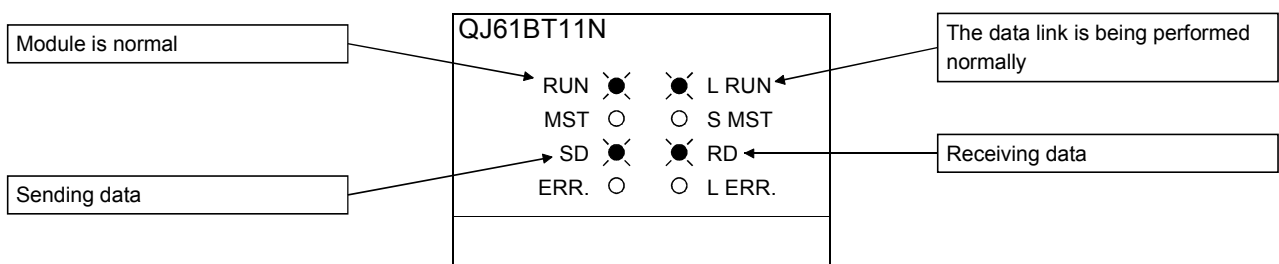 QJ61BT11N
Module is normal
The data link is being performed
normally
RUN L RUN
MST S MST
SD RD
Receiving data
Sending data
ERR. L ERR.